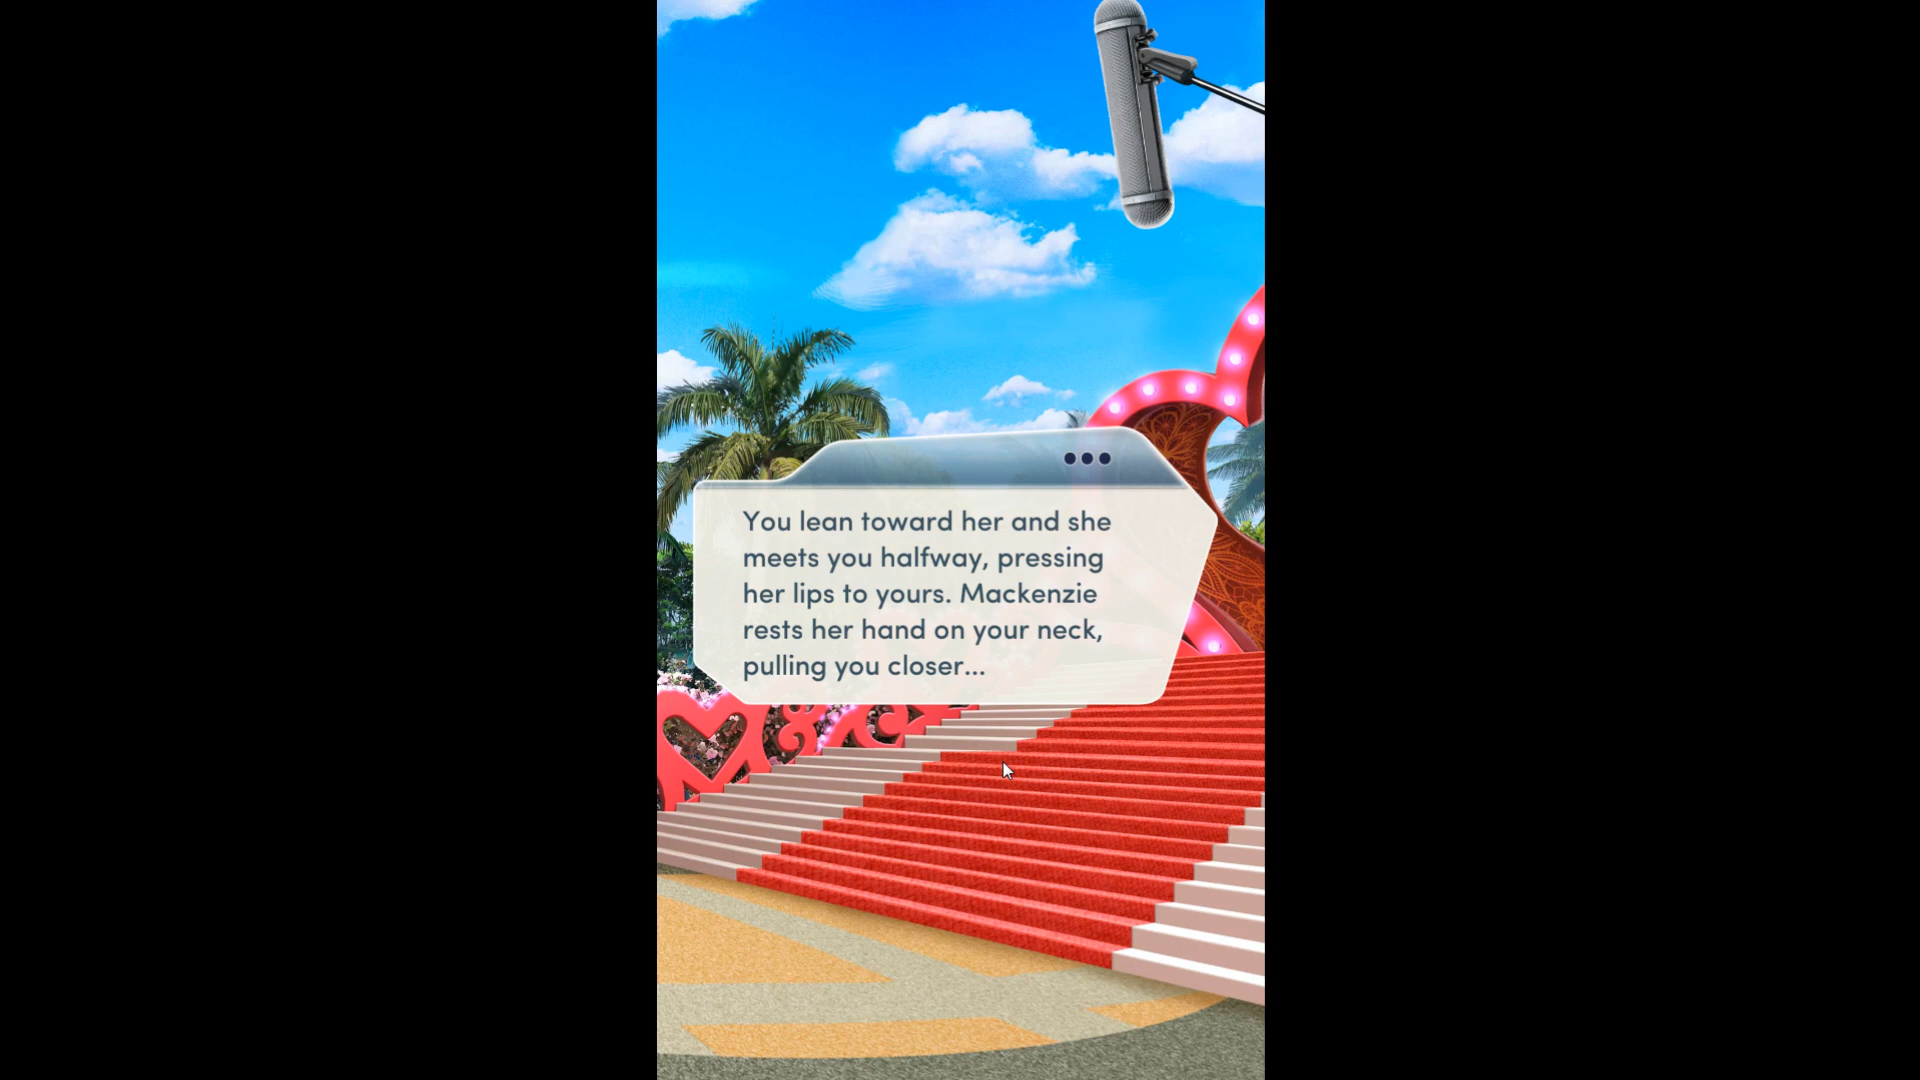 You lean toward her and she
meets you halfway, pressing
her lips to yours. Mackenzie
rests her hand on your neck,
pulling you closer...